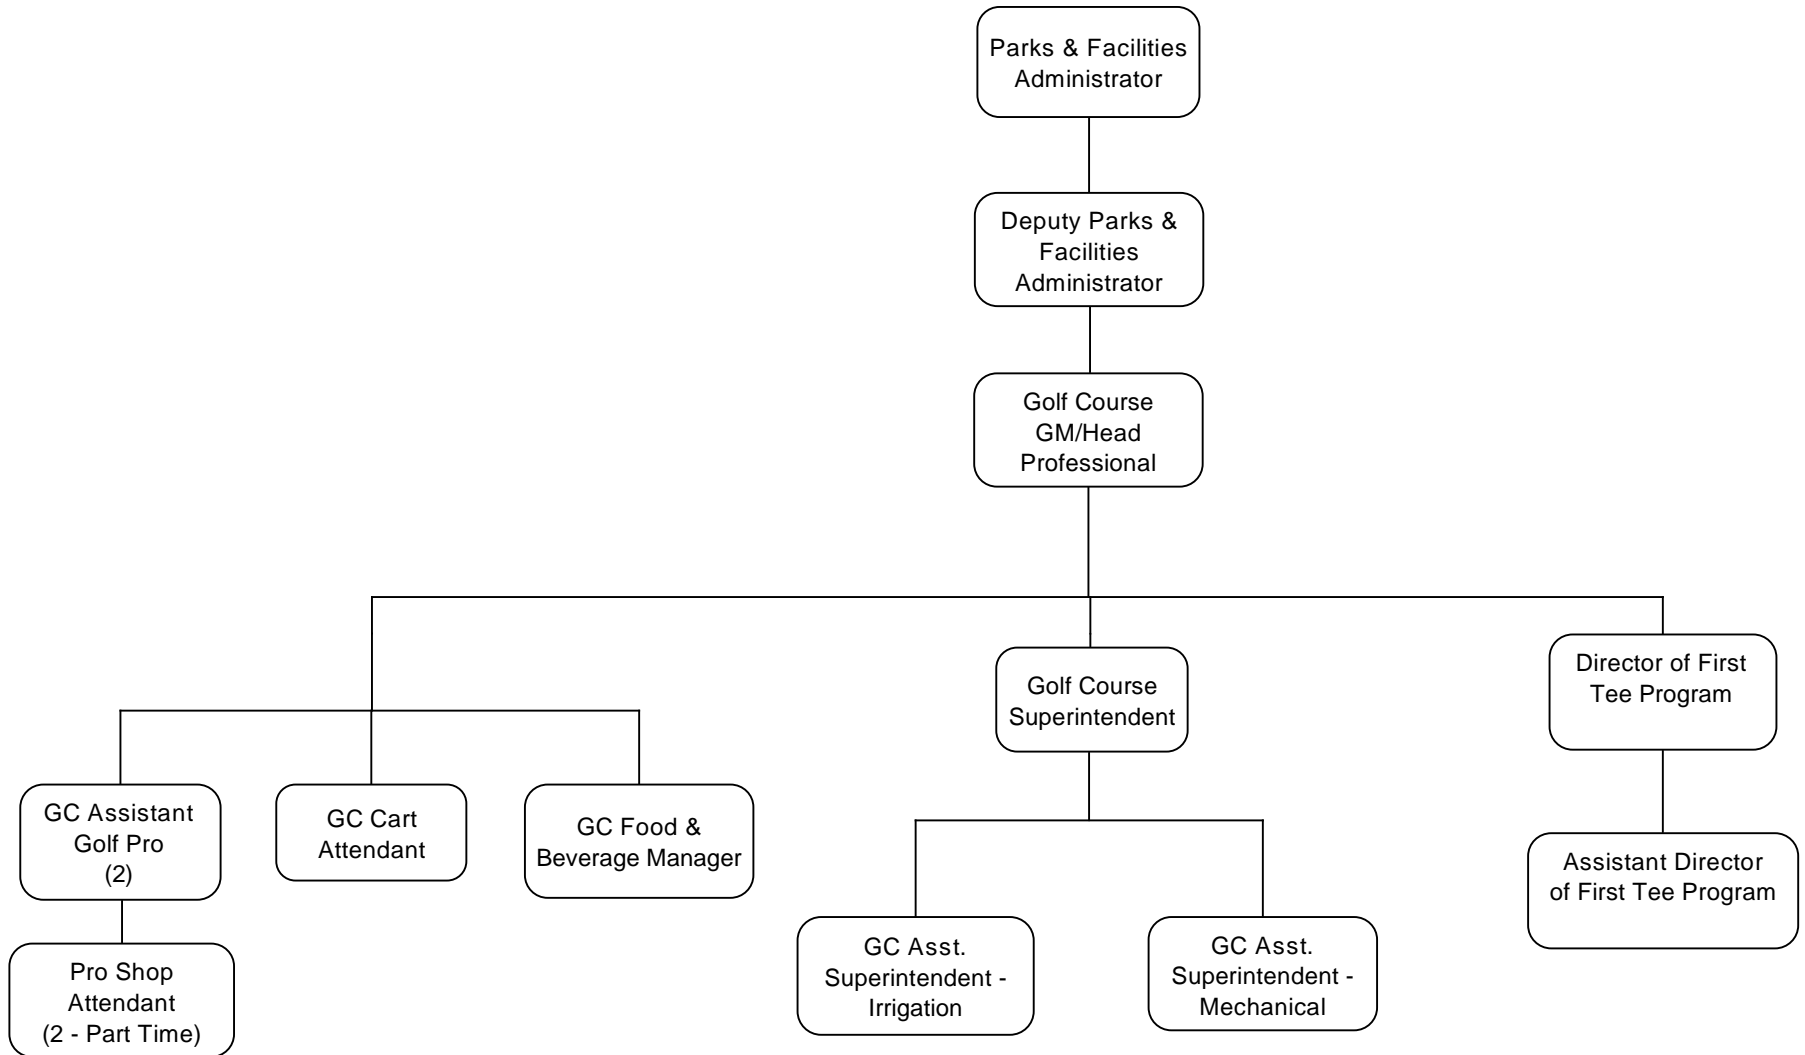 Parks & Facilities
Administrator
Deputy Parks &
Facilities
Administrator
Golf Course
GM/Head
Professional
Golf Course
Superintendent
Director of First
Tee Program
GC Assistant
Golf Pro
(2)
GC Cart
Attendant
GC Food &
Beverage Manager
Assistant Director
of First Tee Program
Pro Shop
Attendant
(2 - Part Time)
GC Asst.
Superintendent -
Irrigation
GC Asst.
Superintendent -
Mechanical